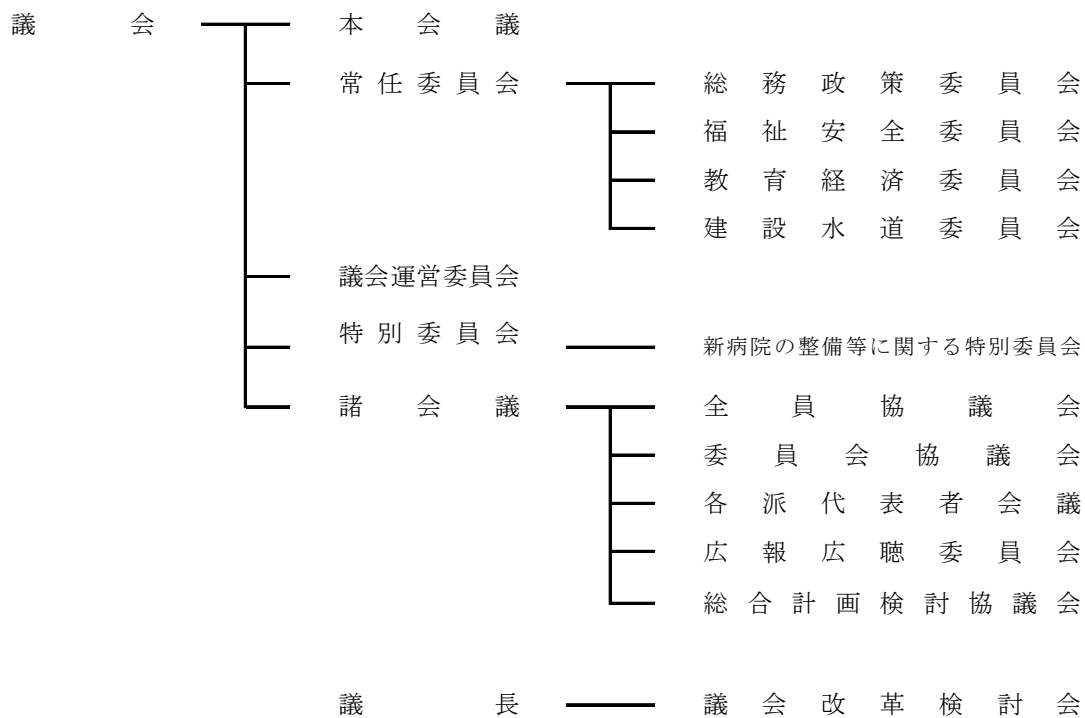 議会 本会議
常任委員会 総務政策委員会
福祉安全委員会
教育経済委員会
建設水道委員会
議会運営委員会
特別委員会 新病院の整備等に関する特別委員会
諸会議 全員協議会
委員会協議会
各派代表者会議
広報広聴委員会
総合計画検討協議会
議長 議会改革検討会